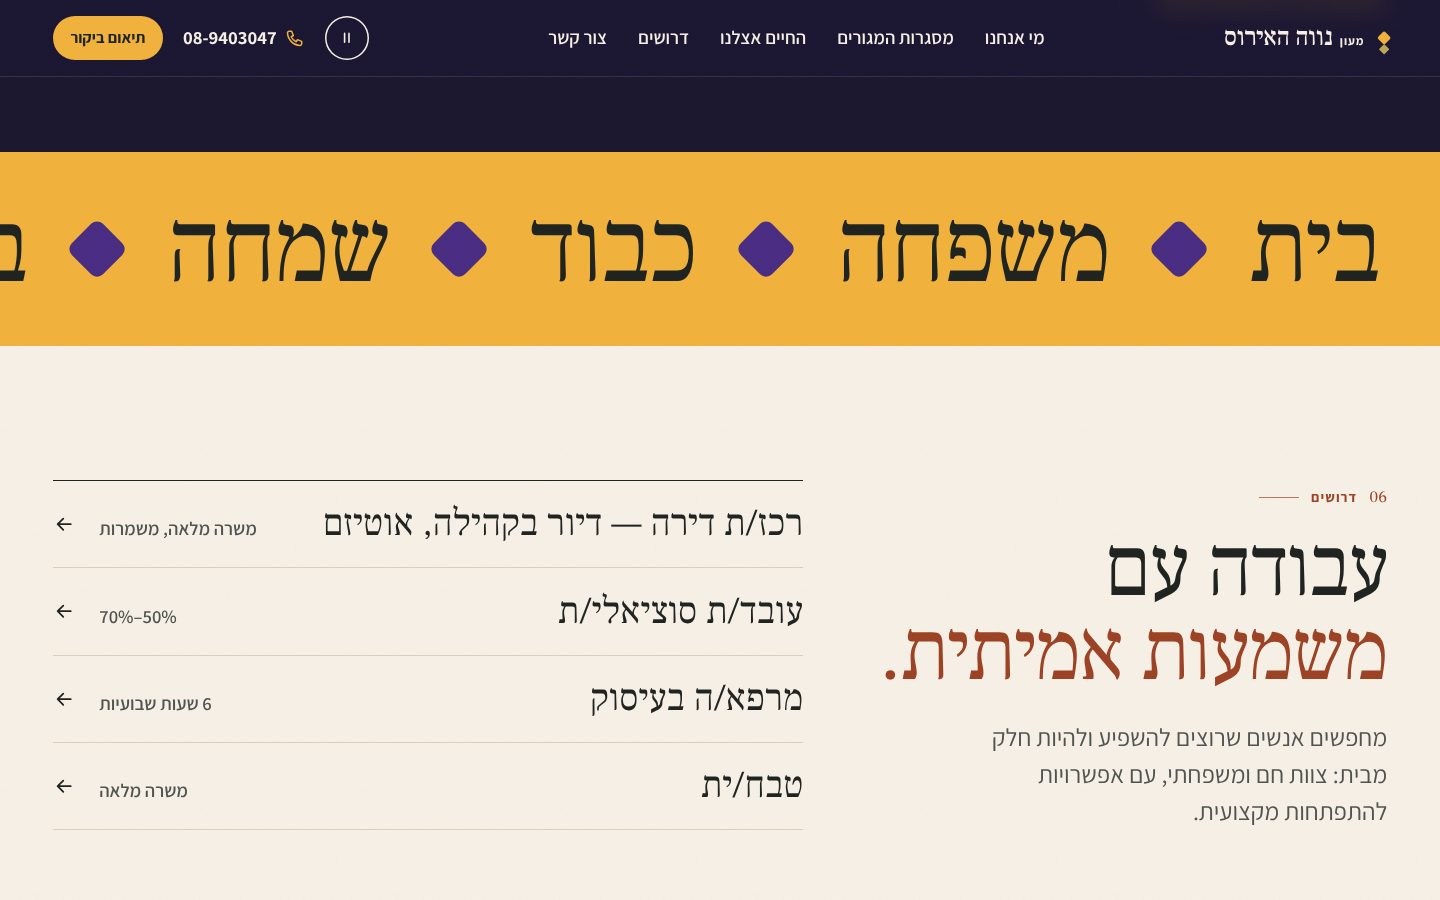 מעון נווה האירוס
מי אנחנו
מסגרות המגורים
החיים אצלנו
דרושים
צור קשר
08-9403047
תיאום ביקור
בית ◆ משפחה ◆ כבוד ◆ שמחה ◆ ב
06 דרושים
עבודה עם
משמעות אמיתית.
מחפשים אנשים שרוצים להשפיע ולהיות חלק
מבית: צוות חם ומשפחתי, עם אפשרויות
להתפתחות מקצועית.
רכז/ת דירה — דיור בקהילה, אוטיזם
משרה מלאה, משמרות
עובד/ת סוציאלי/ת
50%–70%
מרפא/ה בעיסוק
6 שעות שבועיות
טבח/ית
משרה מלאה